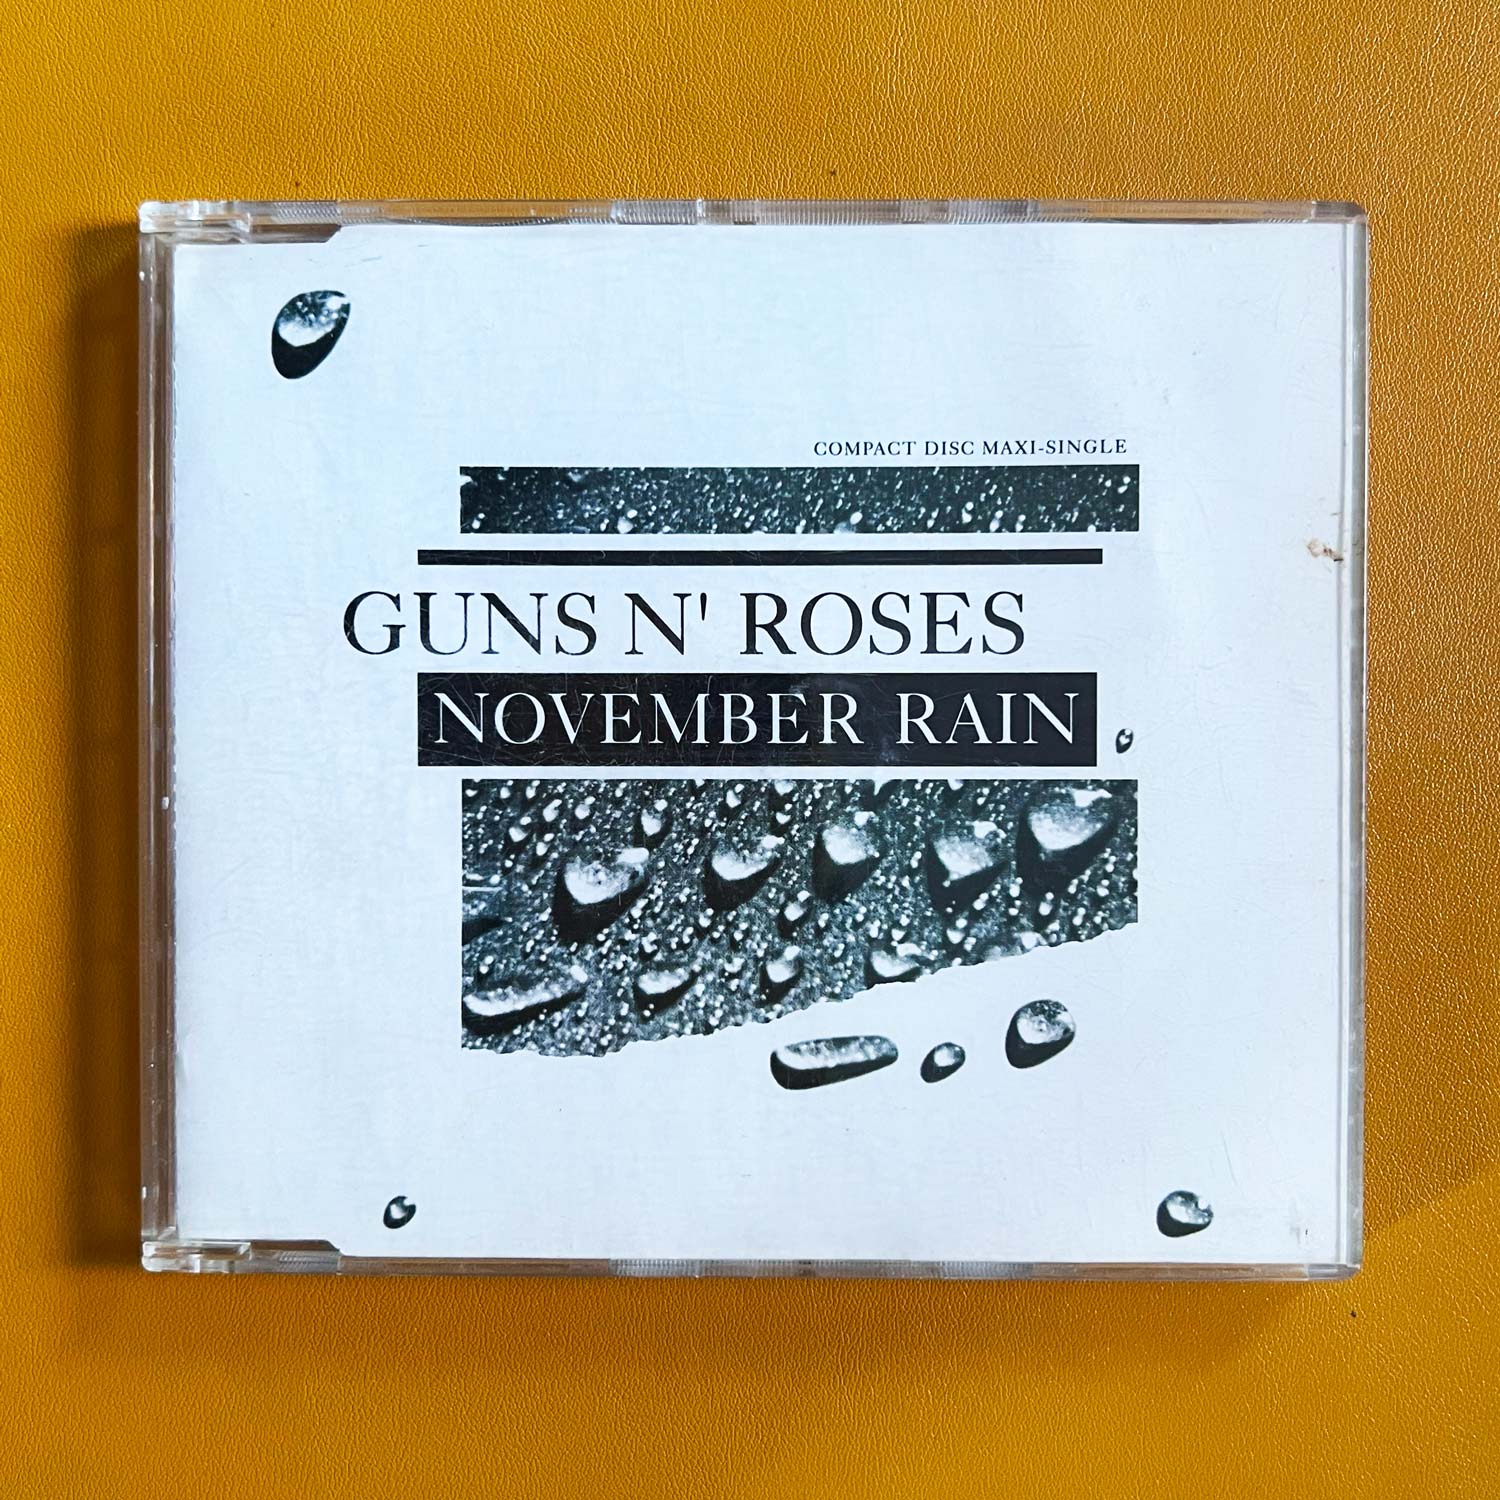 COMPACT DISC MAXI-SINGLE
GUNS N' ROSES
NOVEMBER RAIN